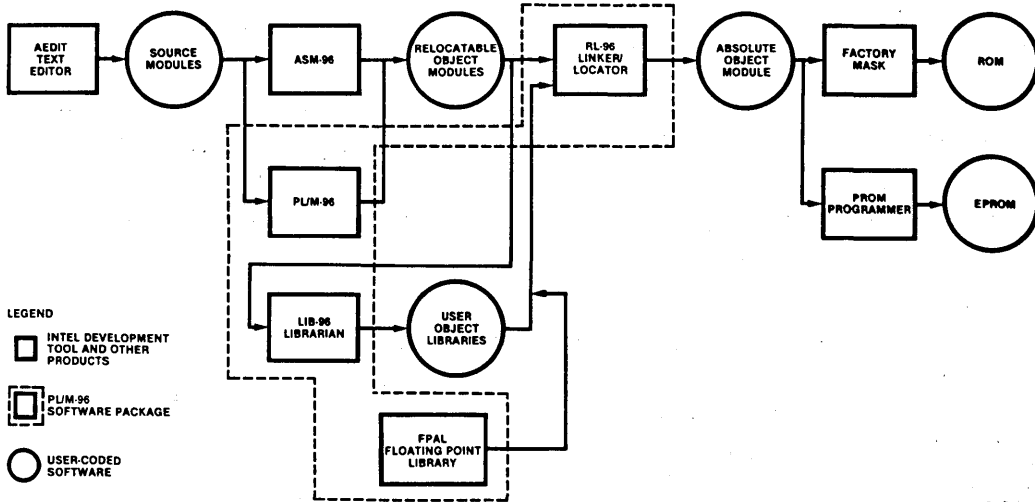 AEDIT
TEXT
EDITOR
SOURCE
MODULES
ASM-96
RELOCATABLE
OBJECT
MODULES
RL-96
LINKER/
LOCATOR
ABSOLUTE
OBJECT
MODULE
FACTORY
MASK
ROM
PL/M-96
PROM
PROGRAMMER
EPROM
LIB-96
LIBRARIAN
USER
OBJECT
LIBRARIES
FPAL
FLOATING POINT
LIBRARY
LEGEND
INTEL DEVELOPMENT
TOOL AND OTHER
PRODUCTS
PL/M-96
SOFTWARE PACKAGE
USER-CODED
SOFTWARE